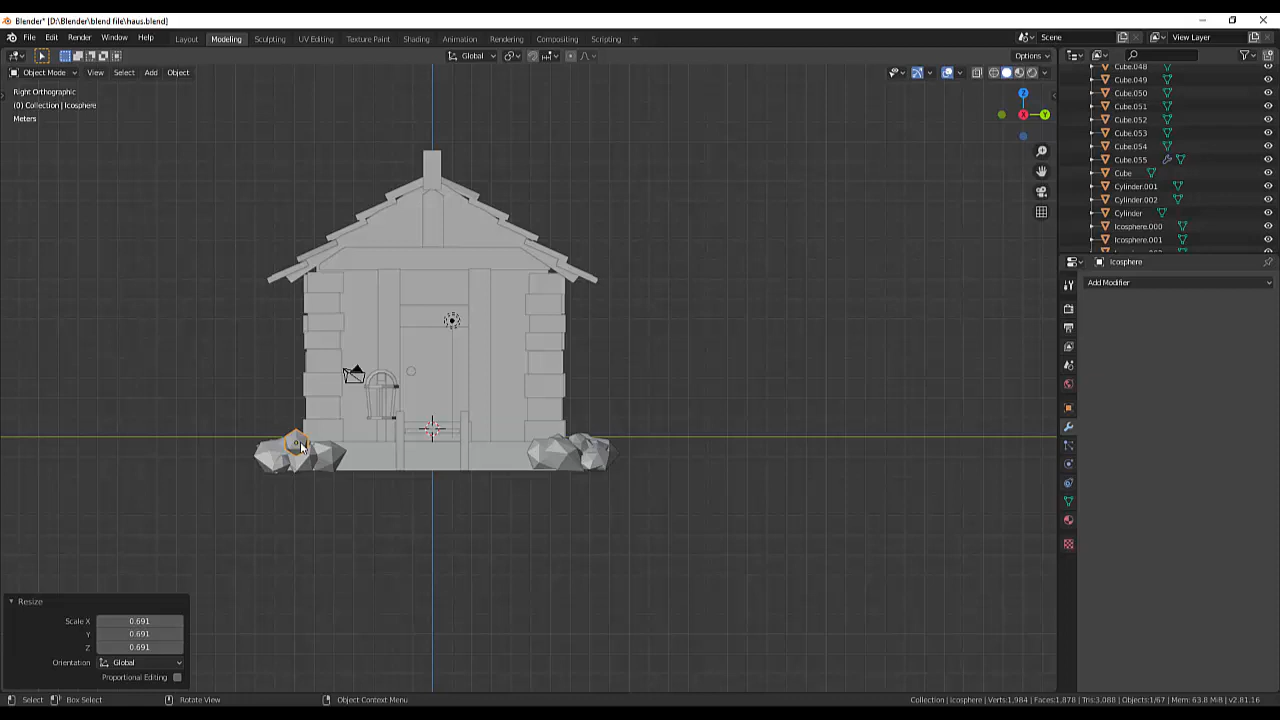 Blender* [D:\Blender\blend file\haus.blend]
File Edit Render Window Help Layout Modeling Sculpting UV Editing Texture Paint Shading Animation Rendering Compositing Scripting + Scene View Layer
Global Options
Object Mode View Select Add Object
Right Orthographic
(0) Collection | Icosphere
Meters
Z
X
Y
Cube.048
Cube.049
Cube.050
Cube.051
Cube.052
Cube.053
Cube.054
Cube.055
Cube
Cylinder.001
Cylinder.002
Cylinder
Icosphere.000
Icosphere.001
Icosphere
Add Modifier
Resize
Scale X 0.691
Y 0.691
Z 0.691
Orientation Global
Proportional Editing
Select Box Select Rotate View Object Context Menu Collection | Icosphere | Verts:1,984 | Faces:1,878 | Tris:3,088 | Objects:1/67 | Mem: 63.8 MiB | v2.81.16